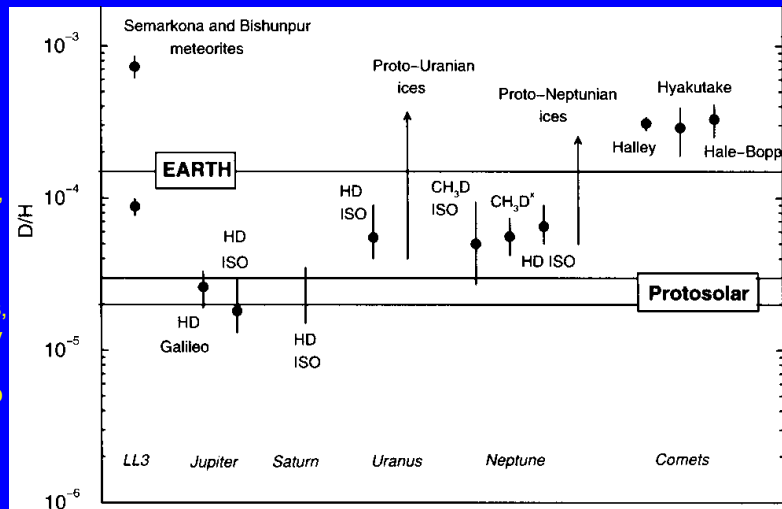 10⁻³
Semarkona and Bishunpur
meteorites
Proto-Uranian
ices
Proto-Neptunian
ices
Hyakutake
Halley
Hale-Bopp
EARTH
10⁻⁴
D/H
HD
ISO
HD
ISO
CH₃D
ISO
CH₃Dˣ
HD ISO
Protosolar
HD
Galileo
HD
ISO
10⁻⁵
LL3
Jupiter
Saturn
Uranus
Neptune
Comets
10⁻⁶